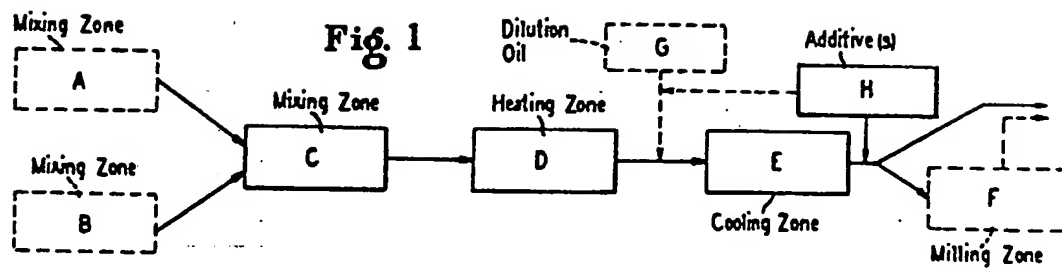 Mixing Zone
A
Fig. 1
Dilution
Oil
G
Additive(s)
H
Mixing Zone
C
Heating Zone
D
E
Cooling Zone
Mixing Zone
B
F
Milling Zone